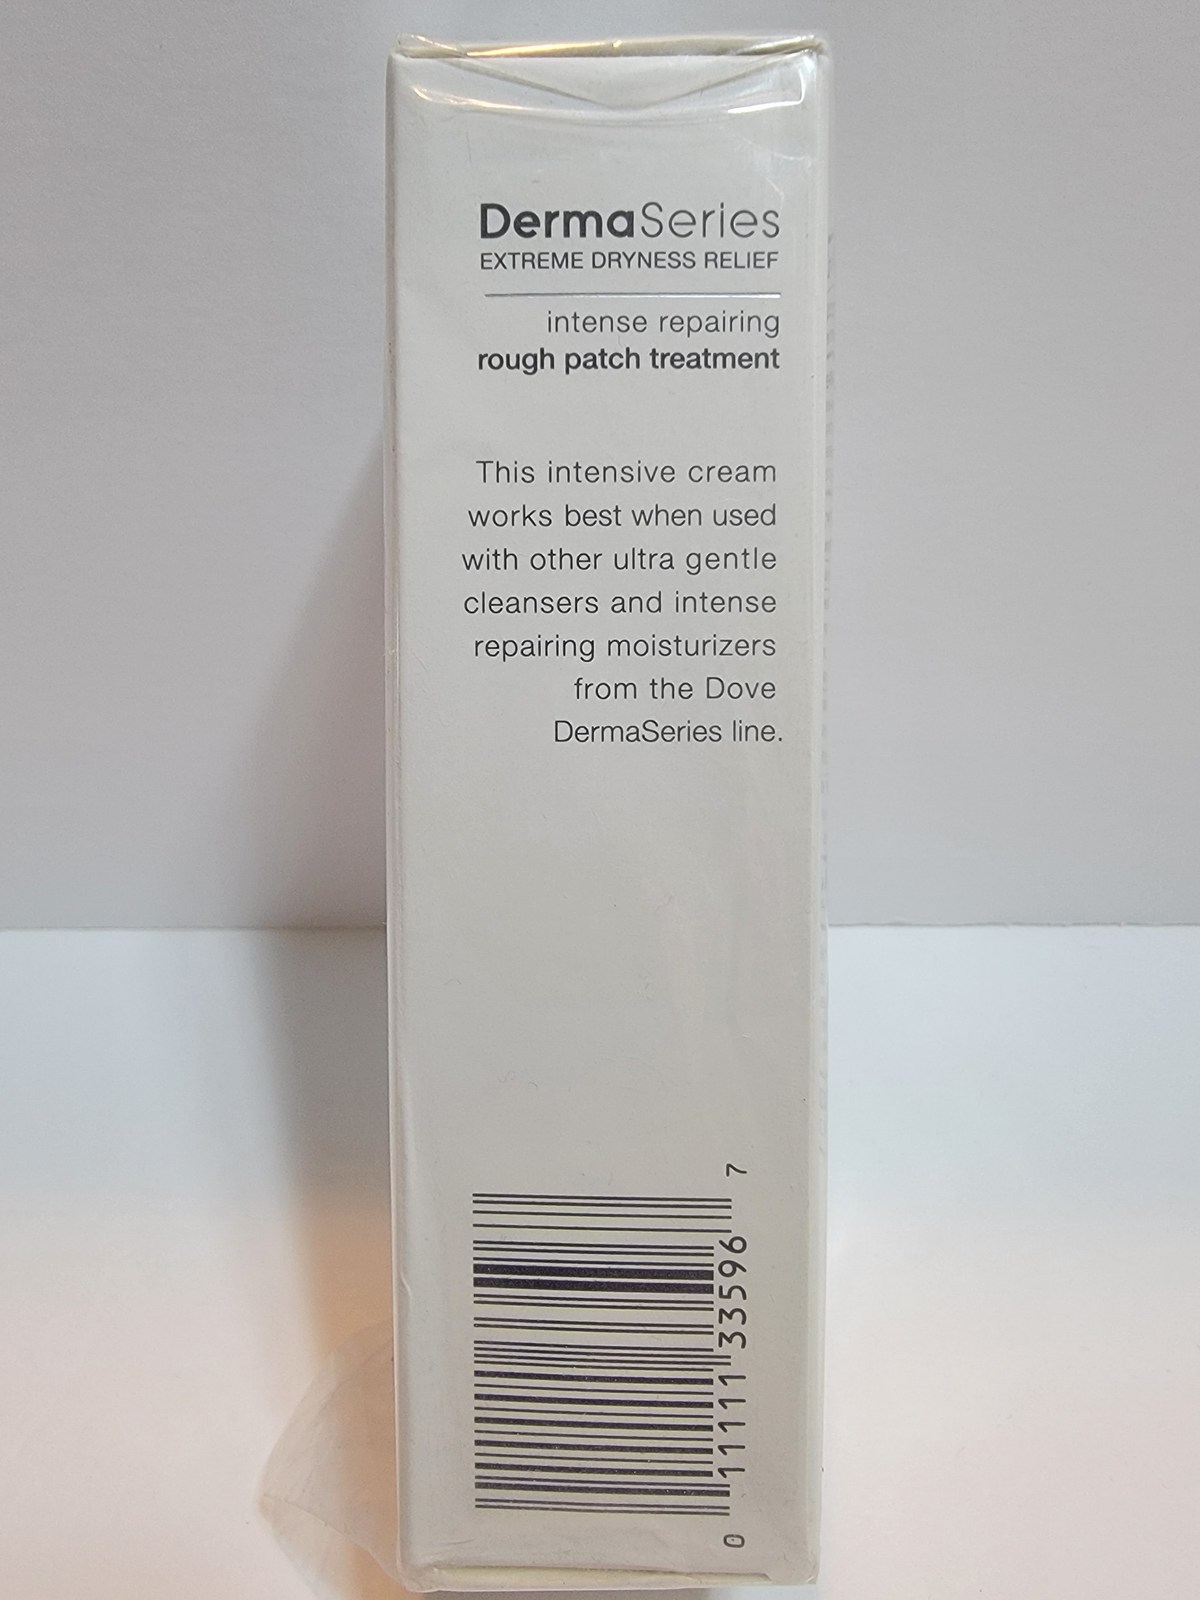 DermaSeries
EXTREME DRYNESS RELIEF
intense repairing
rough patch treatment
This intensive cream
works best when used
with other ultra gentle
cleansers and intense
repairing moisturizers
from the Dove
DermaSeries line.
0 11111 33596 7